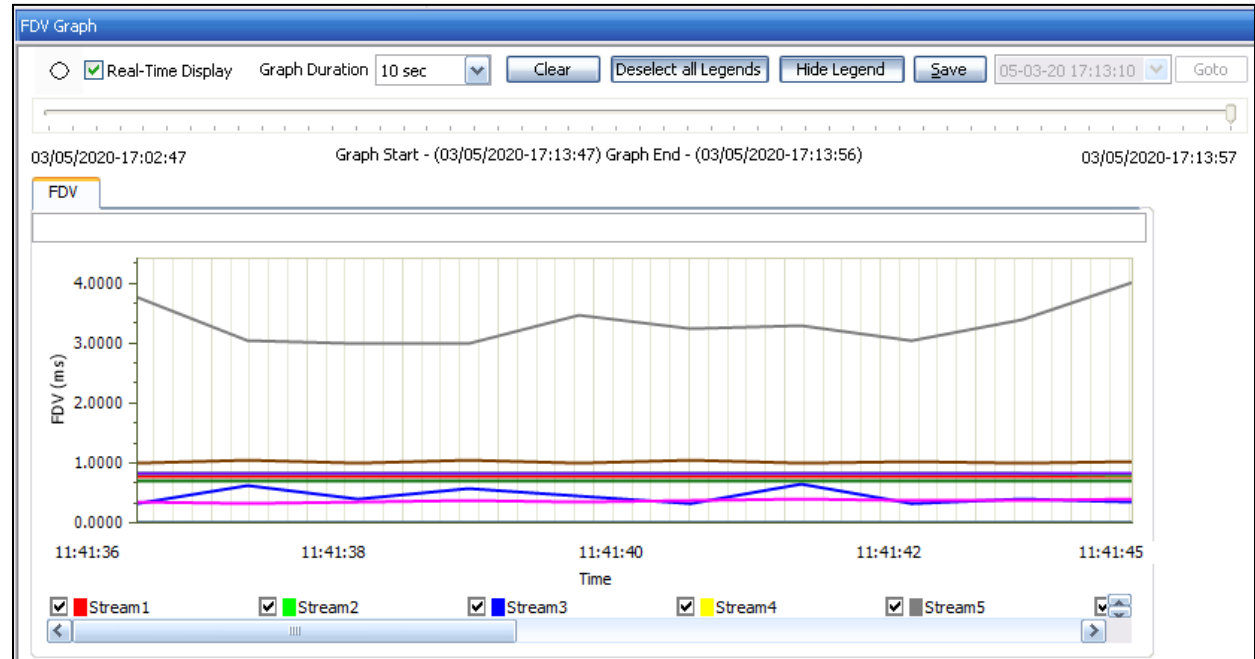 FDV Graph
Real-Time Display Graph Duration 10 sec Clear Deselect all Legends Hide Legend Save 05-03-20 17:13:10 Goto
03/05/2020-17:02:47 Graph Start - (03/05/2020-17:13:47) Graph End - (03/05/2020-17:13:56) 03/05/2020-17:13:57
FDV
4.0000
3.0000
FDV (ms)
2.0000
1.0000
0.0000
11:41:36 11:41:38 11:41:40 11:41:42 11:41:45
Time
Stream1 Stream2 Stream3 Stream4 Stream5